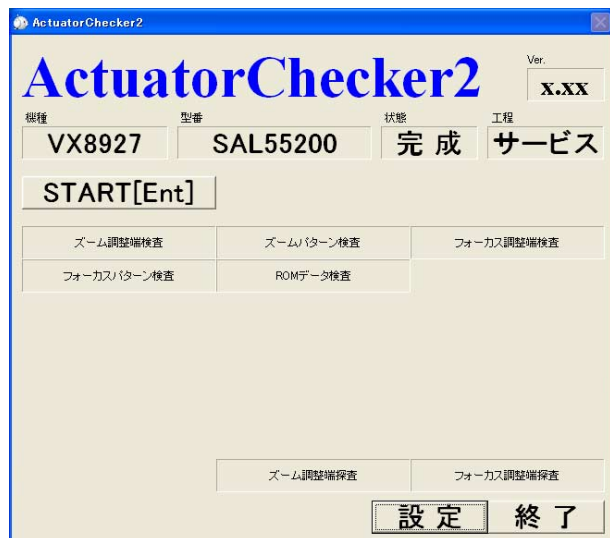 ActuatorChecker2
ActuatorChecker2
Ver.
x.xx
機種 型番 状態 工程
VX8927 SAL55200 完成 サービス
START[Ent]
ズーム調整端検査 ズームパターン検査 フォーカス調整端検査
フォーカスパターン検査 ROMデータ検査
ズーム調整端探査 フォーカス調整端探査
設定 終了